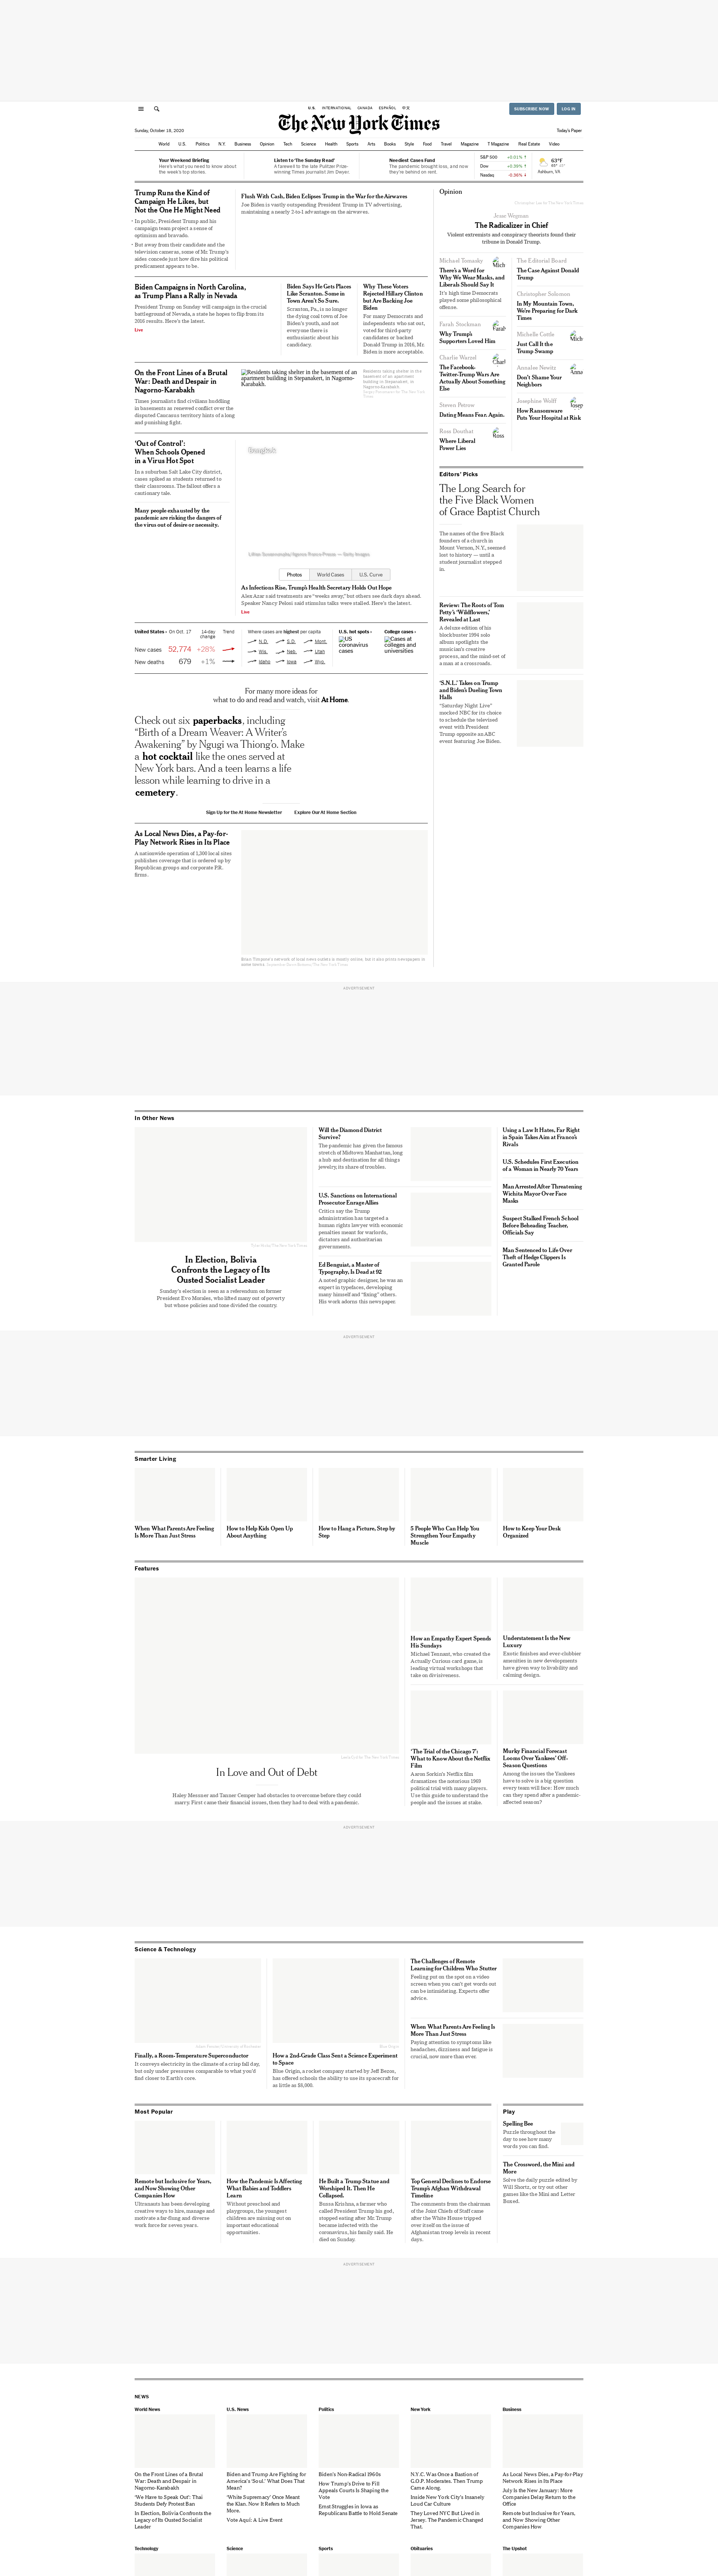 U.S.
INTERNATIONAL
CANADA
ESPAÑOL
中文
SUBSCRIBE NOW
LOG IN
The New York Times
Sunday, October 18, 2020
Today's Paper
World
U.S.
Politics
N.Y.
Business
Opinion
Tech
Science
Health
Sports
Arts
Books
Style
Food
Travel
Magazine
T Magazine
Real Estate
Video
Your Weekend Briefing
Here's what you need to know about
the week's top stories.
Listen to 'The Sunday Read'
A farewell to the late Pulitzer Prize-
winning Times journalist Jim Dwyer.
Neediest Cases Fund
The pandemic brought loss, and now
they're behind on rent.
S&P 500
+0.01%
Dow
+0.39%
Nasdaq
-0.36%
63°F
Ashburn, VA
Trump Runs the Kind of
Campaign He Likes, but
Not the One He Might Need
In public, President Trump and his
campaign team project a sense of
optimism and bravado.
But away from their candidate and the
television cameras, some of Mr. Trump's
aides concede just how dire his political
predicament appears to be.
Flush With Cash, Biden Eclipses Trump in the War for the Airwaves
Joe Biden is vastly outspending President Trump in TV advertising,
maintaining a nearly 2-to-1 advantage on the airwaves.
Biden Campaigns in North Carolina,
as Trump Plans a Rally in Nevada
President Trump on Sunday will campaign in the crucial
battleground of Nevada, a state he hopes to flip from its
2016 results. Here's the latest.
Live
Biden Says He Gets Places
Like Scranton. Some in
Town Aren't So Sure.
Scranton, Pa., is no longer
the dying coal town of Joe
Biden's youth, and not
everyone there is
enthusiastic about his
candidacy.
Why These Voters
Rejected Hillary Clinton
but Are Backing Joe
Biden
For many Democrats and
independents who sat out,
voted for third-party
candidates or backed
Donald Trump in 2016, Mr.
Biden is more acceptable.
On the Front Lines of a Brutal
War: Death and Despair in
Nagorno-Karabakh
Times journalists find civilians huddling
in basements as renewed conflict over the
disputed Caucasus territory hints of a long
and punishing fight.
Residents taking shelter in the basement of an
apartment building in Stepanakert, in Nagorno-
Karabakh.
Residents taking shelter in the
basement of an apartment
building in Stepanakert, in
Nagorno-Karabakh.
'Out of Control':
When Schools Opened
in a Virus Hot Spot
In a suburban Salt Lake City district,
cases spiked as students returned to
their classrooms. The fallout offers a
cautionary tale.
Many people exhausted by the
pandemic are risking the dangers of
the virus out of desire or necessity.
Photos
World Cases
U.S. Curve
As Infections Rise, Trump's Health Secretary Holds Out Hope
Alex Azar said treatments are "weeks away," but others see dark days ahead.
Speaker Nancy Pelosi said stimulus talks were stalled. Here's the latest.
Live
United States ›
On Oct. 17
14-day
change
Trend
New cases
52,774
+28%
New deaths
679
+1%
Where cases are highest per capita
N.D.
S.D.
Mont.
Wis.
Neb.
Utah
Idaho
Iowa
Wyo.
U.S. hot spots ›
US
coronavirus
cases
College cases ›
Cases at
colleges and
universities
For many more ideas for
what to do and read and watch, visit At Home.
Check out six paperbacks, including
"Birth of a Dream Weaver: A Writer's
Awakening" by Ngugi wa Thiong'o. Make
a hot cocktail like the ones served at
New York bars. And a teen learns a life
lesson while learning to drive in a
cemetery.
Sign Up for the At Home Newsletter
Explore Our At Home Section
As Local News Dies, a Pay-for-
Play Network Rises in Its Place
A nationwide operation of 1,300 local sites
publishes coverage that is ordered up by
Republican groups and corporate P.R.
firms.
Opinion
Jesse Wegman
The Radicalizer in Chief
Violent extremists and conspiracy theorists found their
tribune in Donald Trump.
Michael Tomasky
There's a Word for
Why We Wear Masks, and
Liberals Should Say It
It's high time Democrats
played some philosophical
offense.
Farah Stockman
Why Trump's
Supporters Loved Him
Charlie Warzel
The Facebook-
Twitter-Trump Wars Are
Actually About Something
Else
Steven Petrow
Dating Means Fear. Again.
Ross Douthat
Where Liberal
Power Lies
The Editorial Board
The Case Against Donald
Trump
Christopher Solomon
In My Mountain Town,
We're Preparing for Dark
Times
Michelle Cottle
Just Call It the
Trump Swamp
Annalee Newitz
Don't Shame Your
Neighbors
Josephine Wolff
How Ransomware
Puts Your Hospital at Risk
Editors' Picks
The Long Search for
the Five Black Women
of Grace Baptist Church
The names of the five Black
founders of a church in
Mount Vernon, N.Y., seemed
lost to history — until a
student journalist stepped
in.
Review: The Roots of Tom
Petty's 'Wildflowers,'
Revealed at Last
A deluxe edition of his
blockbuster 1994 solo
album spotlights the
musician's creative
process, and the mind-set of
a man at a crossroads.
'S.N.L.' Takes on Trump
and Biden's Dueling Town
Halls
"Saturday Night Live"
mocked NBC for its choice
to schedule the televised
event with President
Trump opposite an ABC
event featuring Joe Biden.
ADVERTISEMENT
In Other News
In Election, Bolivia
Confronts the Legacy of Its
Ousted Socialist Leader
Sunday's election is seen as a referendum on former
President Evo Morales, who lifted many out of poverty
but whose policies and tone divided the country.
Will the Diamond District
Survive?
The pandemic has given the famous
stretch of Midtown Manhattan, long
a hub and destination for all things
jewelry, its share of troubles.
U.S. Sanctions on International
Prosecutor Enrage Allies
Critics say the Trump
administration has targeted a
human rights lawyer with economic
penalties meant for warlords,
dictators and authoritarian
governments.
Ed Benguiat, a Master of
Typography, Is Dead at 92
A noted graphic designer, he was an
expert in typefaces, developing
many himself and "fixing" others.
His work adorns this newspaper.
Using a Law It Hates, Far Right
in Spain Takes Aim at Franco's
Rivals
U.S. Schedules First Execution
of a Woman in Nearly 70 Years
Man Arrested After Threatening
Wichita Mayor Over Face
Masks
Suspect Stalked French School
Before Beheading Teacher,
Officials Say
Man Sentenced to Life Over
Theft of Hedge Clippers Is
Granted Parole
ADVERTISEMENT
Smarter Living
When What Parents Are Feeling
Is More Than Just Stress
How to Help Kids Open Up
About Anything
How to Hang a Picture, Step by
Step
5 People Who Can Help You
Strengthen Your Empathy
Muscle
How to Keep Your Desk
Organized
Features
In Love and Out of Debt
Haley Messner and Tanner Cemper had obstacles to overcome before they could
marry. First came their financial issues, then they had to deal with a pandemic.
How an Empathy Expert Spends
His Sundays
Michael Tennant, who created the
Actually Curious card game, is
leading virtual workshops that
take on divisiveness.
Understatement Is the New
Luxury
Exotic finishes and ever-clubbier
amenities in new developments
have given way to livability and
calming design.
'The Trial of the Chicago 7':
What to Know About the Netflix
Film
Aaron Sorkin's Netflix film
dramatizes the notorious 1969
political trial with many players.
Use this guide to understand the
people and the issues at stake.
Murky Financial Forecast
Looms Over Yankees' Off-
Season Questions
Among the issues the Yankees
have to solve is a big question
every team will face: How much
can they spend after a pandemic-
affected season?
ADVERTISEMENT
Science & Technology
Finally, a Room-Temperature Superconductor
It conveys electricity in the climate of a crisp fall day,
but only under pressures comparable to what you'd
find closer to Earth's core.
How a 2nd-Grade Class Sent a Science Experiment
to Space
Blue Origin, a rocket company started by Jeff Bezos,
has offered schools the ability to use its spacecraft for
as little as $8,000.
The Challenges of Remote
Learning for Children Who Stutter
Feeling put on the spot on a video
screen when you can't get words out
can be intimidating. Experts offer
advice.
When What Parents Are Feeling Is
More Than Just Stress
Paying attention to symptoms like
headaches, dizziness and fatigue is
crucial, now more than ever.
Most Popular
Remote but Inclusive for Years,
and Now Showing Other
Companies How
Ultranauts has been developing
creative ways to hire, manage and
motivate a far-flung and diverse
work force for seven years.
How the Pandemic Is Affecting
What Babies and Toddlers
Learn
Without preschool and
playgroups, the youngest
children are missing out on
important educational
opportunities.
He Built a Trump Statue and
Worshiped It. Then He
Collapsed.
Bussa Krishna, a farmer who
called President Trump his god,
stopped eating after Mr. Trump
became infected with the
coronavirus, his family said. He
died on Sunday.
Top General Declines to Endorse
Trump's Afghan Withdrawal
Timeline
The comments from the chairman
of the Joint Chiefs of Staff came
after the White House tripped
over itself on the issue of
Afghanistan troop levels in recent
days.
Play
Spelling Bee
Puzzle throughout the
day to see how many
words you can find.
The Crossword, the Mini and
More
Solve the daily puzzle edited by
Will Shortz, or try out other
games like the Mini and Letter
Boxed.
ADVERTISEMENT
NEWS
World News
On the Front Lines of a Brutal
War: Death and Despair in
Nagorno-Karabakh
'We Have to Speak Out': Thai
Students Defy Protest Ban
In Election, Bolivia Confronts the
Legacy of Its Ousted Socialist
Leader
U.S. News
Biden and Trump Are Fighting for
America's 'Soul.' What Does That
Mean?
'White Supremacy' Once Meant
the Klan. Now It Refers to Much
More.
Vote Aquí: A Live Event
Politics
Biden's Non-Radical 1960s
How Trump's Drive to Fill
Appeals Courts Is Shaping the
Vote
Ernst Struggles in Iowa as
Republicans Battle to Hold Senate
New York
N.Y.C. Was Once a Bastion of
G.O.P. Moderates. Then Trump
Came Along.
Inside New York City's Insanely
Loud Car Culture
They Loved NYC But Lived in
Jersey. The Pandemic Changed
That.
Business
As Local News Dies, a Pay-for-Play
Network Rises in Its Place
July Is the New January: More
Companies Delay Return to the
Office
Remote but Inclusive for Years,
and Now Showing Other
Companies How
Technology
Science
Sports
Obituaries
The Upshot